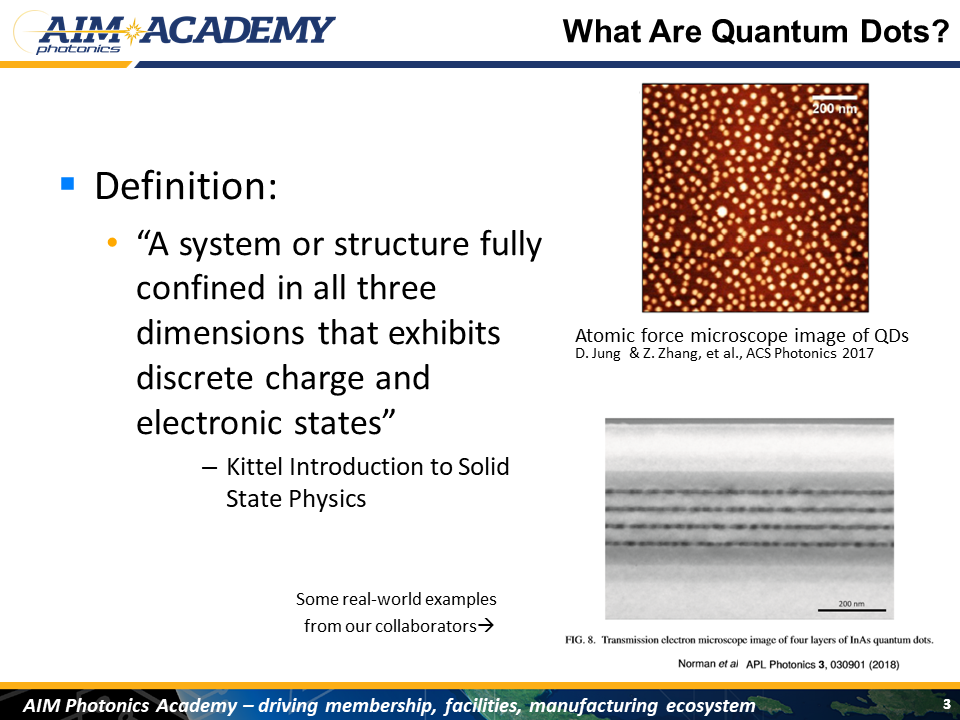 AIM ACADEMY
photonics
What Are Quantum Dots?
200 nm
Definition:
“A system or structure fully
confined in all three
dimensions that exhibits
discrete charge and
electronic states”
– Kittel Introduction to Solid
State Physics
Atomic force microscope image of QDs
D. Jung & Z. Zhang, et al., ACS Photonics 2017
200 nm
Some real-world examples
from our collaborators→
FIG. 8. Transmission electron microscope image of four layers of InAs quantum dots.
Norman et al APL Photonics 3, 030901 (2018)
AIM Photonics Academy – driving membership, facilities, manufacturing ecosystem
3